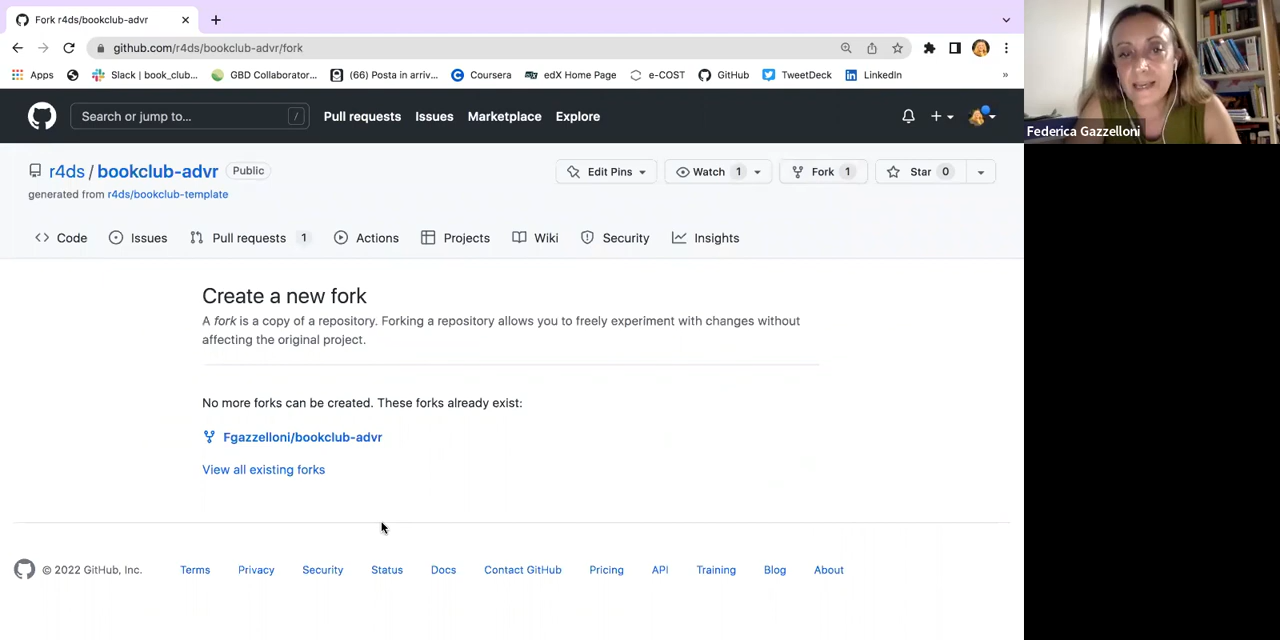 Fork r4ds/bookclub-advr
github.com/r4ds/bookclub-advr/fork
Apps Slack | book_club... GBD Collaborator... (66) Posta in arriv... Coursera edX Home Page e-COST GitHub TweetDeck LinkedIn »
Search or jump to... / Pull requests Issues Marketplace Explore
r4ds / bookclub-advr Public Edit Pins Watch 1 Fork 1 Star 0
generated from r4ds/bookclub-template
Code Issues Pull requests 1 Actions Projects Wiki Security Insights
Create a new fork
A fork is a copy of a repository. Forking a repository allows you to freely experiment with changes without
affecting the original project.
No more forks can be created. These forks already exist:
Fgazzelloni/bookclub-advr
View all existing forks
© 2022 GitHub, Inc. Terms Privacy Security Status Docs Contact GitHub Pricing API Training Blog About
Federica Gazzelloni